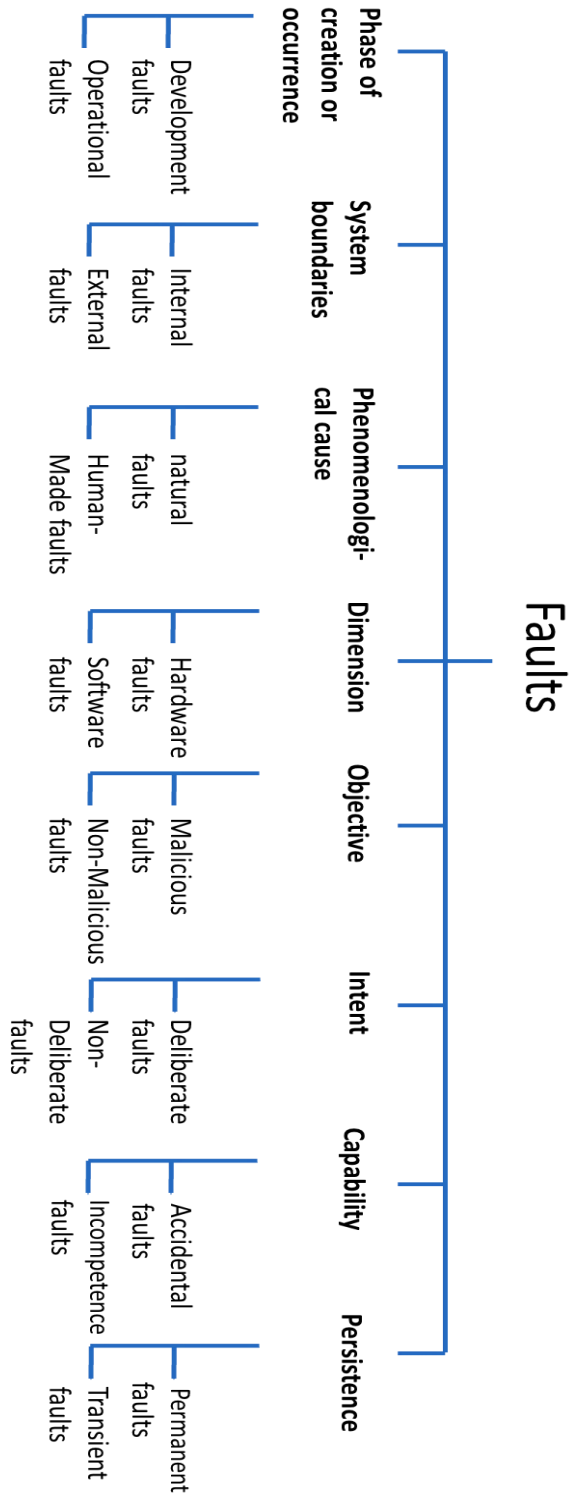 Faults
Phase of
creation or
occurrence
Development
faults
Operational
faults
System
boundaries
Internal
faults
External
faults
Phenomenologi-
cal cause
natural
faults
Human-
Made faults
Dimension
Hardware
faults
Software
faults
Objective
Malicious
faults
Non-Malicious
faults
Intent
Deliberate
faults
Non-
Deliberate
faults
Capability
Accidental
faults
Incompetence
faults
Persistence
Permanent
faults
Transient
faults